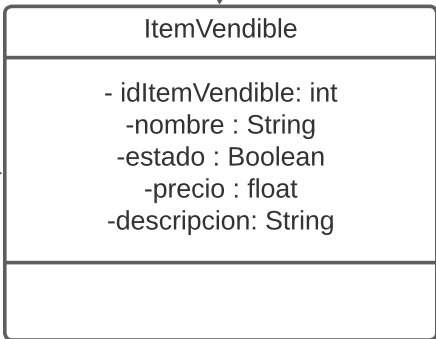 ItemVendible
- idItemVendible: int
-nombre : String
-estado : Boolean
-precio : float
-descripcion: String